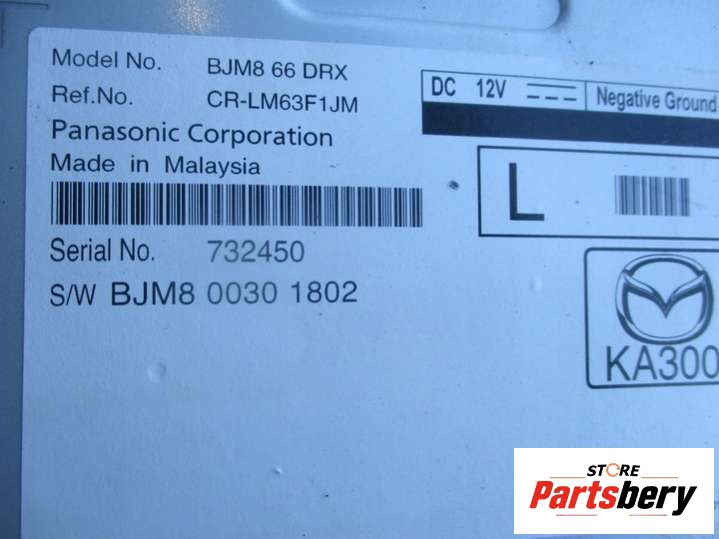 Model No. BJM8 66 DRX
Ref.No. CR-LM63F1JM
Panasonic Corporation
Made in Malaysia
Serial No. 732450
S/W BJM8 0030 1802
DC 12V Negative Ground
L
KA300
STORE
Partsbery